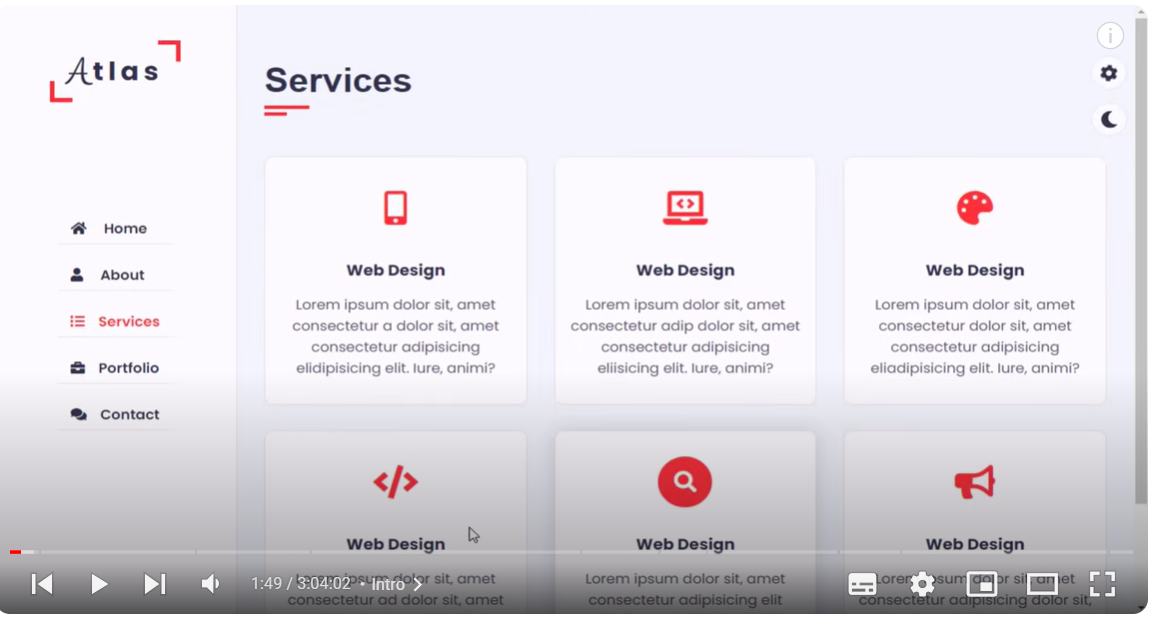 Atlas
Home
About
Services
Portfolio
Contact
Services
Web Design
Lorem ipsum dolor sit, amet
consectetur a dolor sit, amet
consectetur adipisicing
elidipisicing elit. Iure, animi?
Web Design
Lorem ipsum dolor sit, amet
consectetur adip dolor sit, amet
consectetur adipisicing
eliisicing elit. Iure, animi?
Web Design
Lorem ipsum dolor sit, amet
consectetur dolor sit, amet
consectetur adipisicing
eliadipisicing elit. Iure, animi?
Web Design
Lorem ipsum dolor sit, amet
consectetur ad dolor sit, amet
Web Design
Lorem ipsum dolor sit, amet
consectetur adipisicing elit
Web Design
Lorem ipsum dolor sit, amet
consectetur adipisicing dolor sit,
1:49 / 3:04:02 • Intro